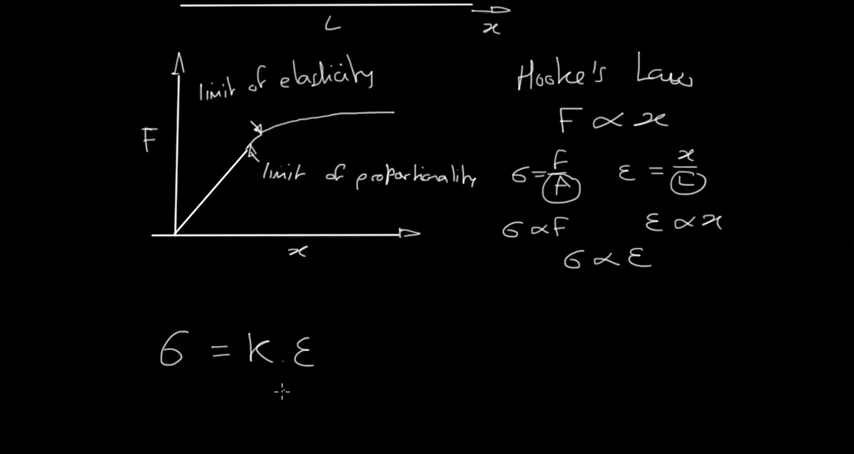 L
x
limit of elasticity
F
limit of proportionality
x
Hooke's Law
F ∝ x
σ = F/A ε = x/L
σ ∝ F ε ∝ x
σ ∝ ε
σ = k.ε